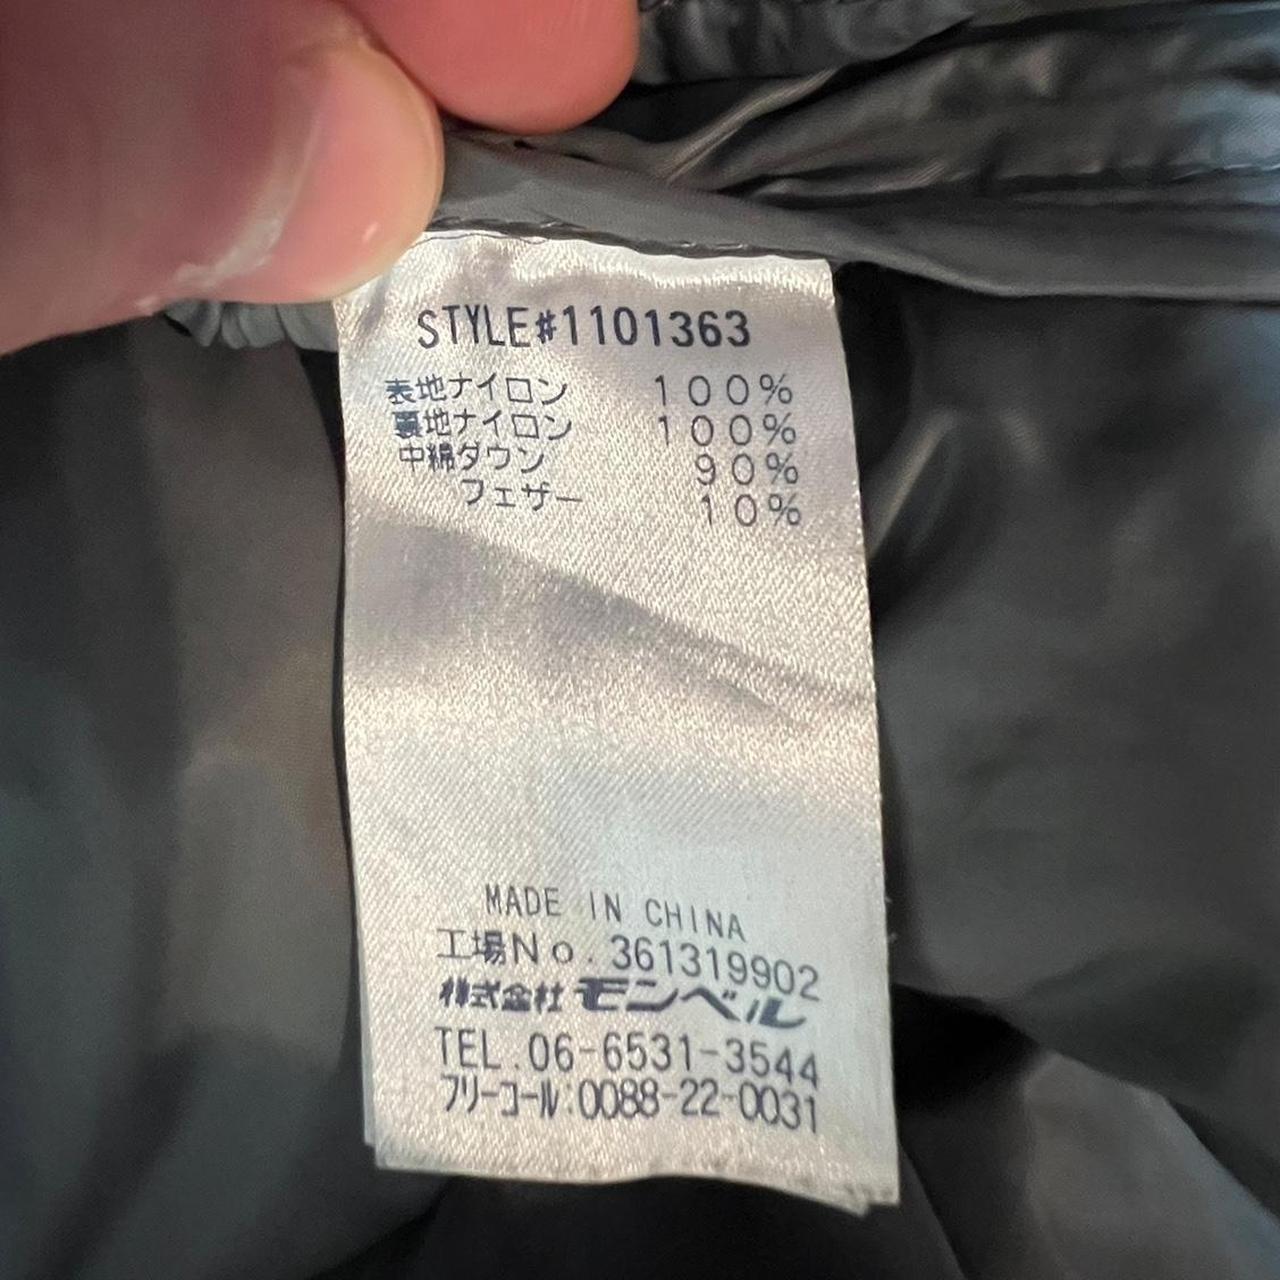 STYLE#1101363
表地ナイロン 100%
裏地ナイロン 100%
中綿ダウン 90%
フェザー 10%
MADE IN CHINA
工場No.361319902
株式会社モンベル
TEL.06-6531-3544
フリーコール:0088-22-0031